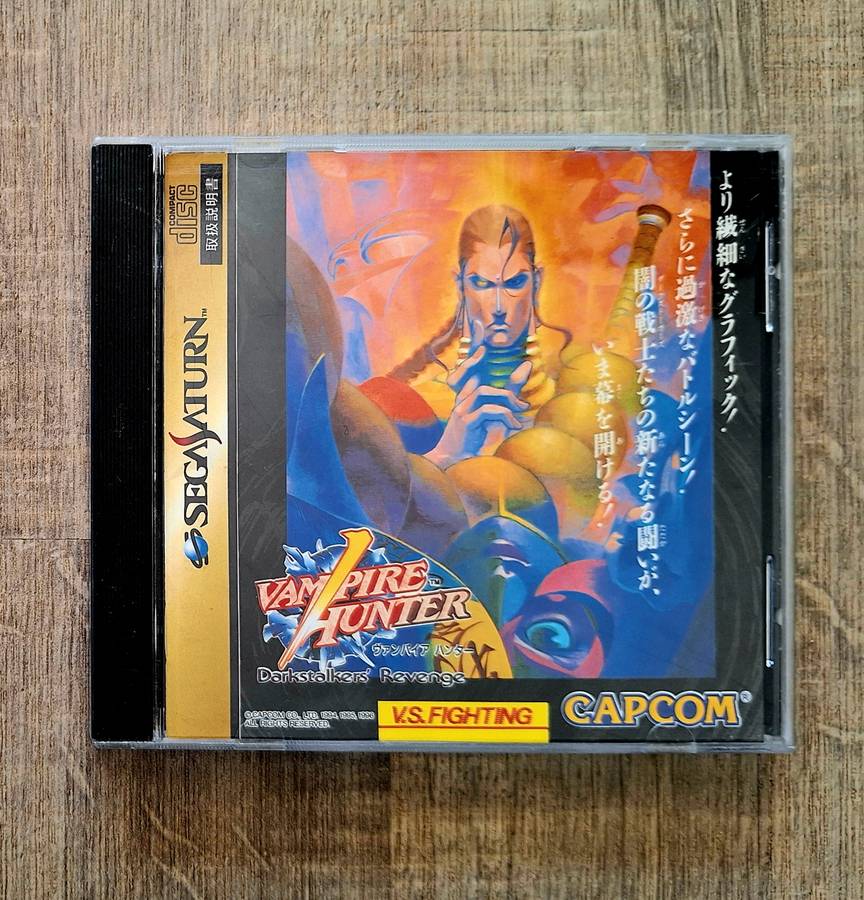 COMPACT
disc
取扱説明書
SEGA SATURN™
より繊細なグラフィック!
さらに過激なバトルシーン!
闇の戦士たちの新たなる闘いが、
いま幕を開ける!
VAMPIRE™
HUNTER
ヴァンパイア ハンター
Darkstalkers' Revenge
© CAPCOM CO., LTD. 1994, 1995, 1996
ALL RIGHTS RESERVED.
V.S. FIGHTING
CAPCOM®